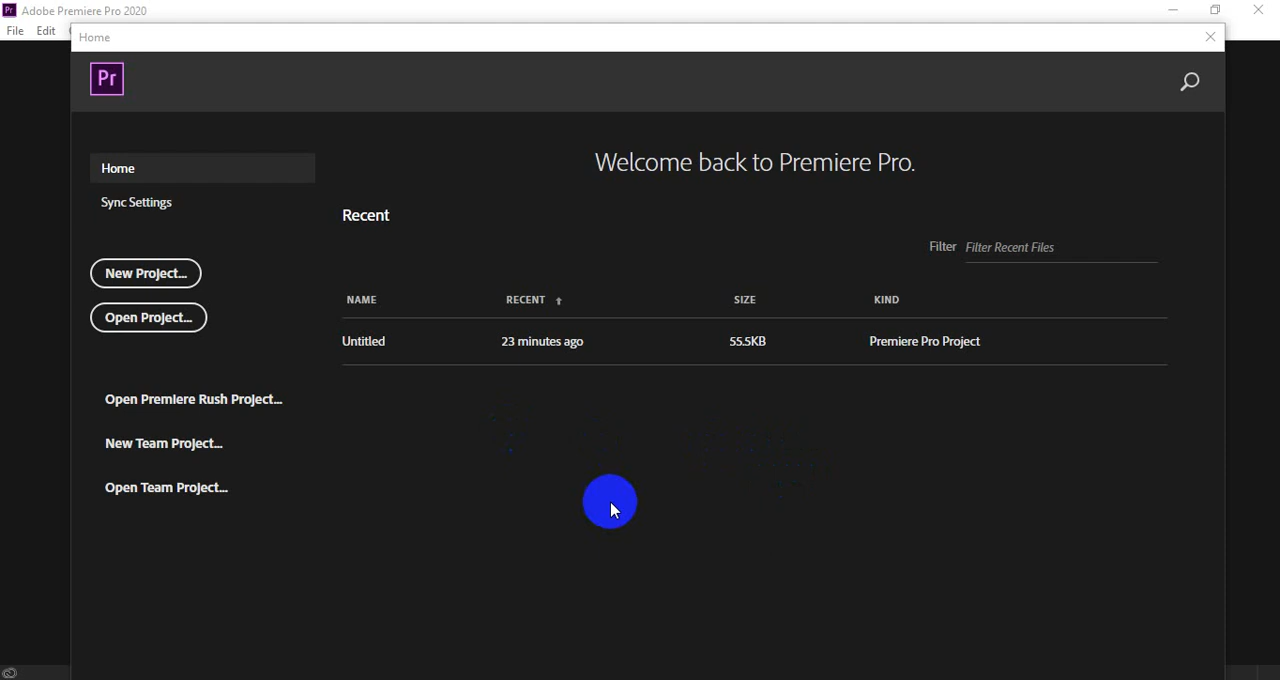 Pr Adobe Premiere Pro 2020
File Edit
Home
Pr
Home
Sync Settings
Welcome back to Premiere Pro.
Recent
Filter Filter Recent Files
New Project...
Open Project...
NAME RECENT SIZE KIND
Untitled 23 minutes ago 55.5KB Premiere Pro Project
Open Premiere Rush Project...
New Team Project...
Open Team Project...